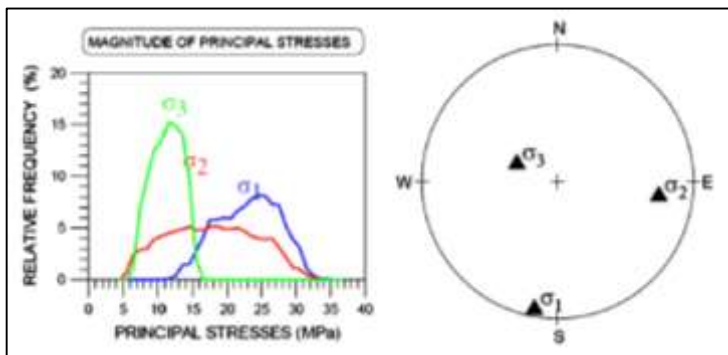 MAGNITUDE OF PRINCIPAL STRESSES
RELATIVE FREQUENCY (%)
20
15
10
5
0
σ3
σ2
σ1
0 5 10 15 20 25 30 35 40
PRINCIPAL STRESSES (MPa)
N
W
E
S
σ3
σ2
σ1